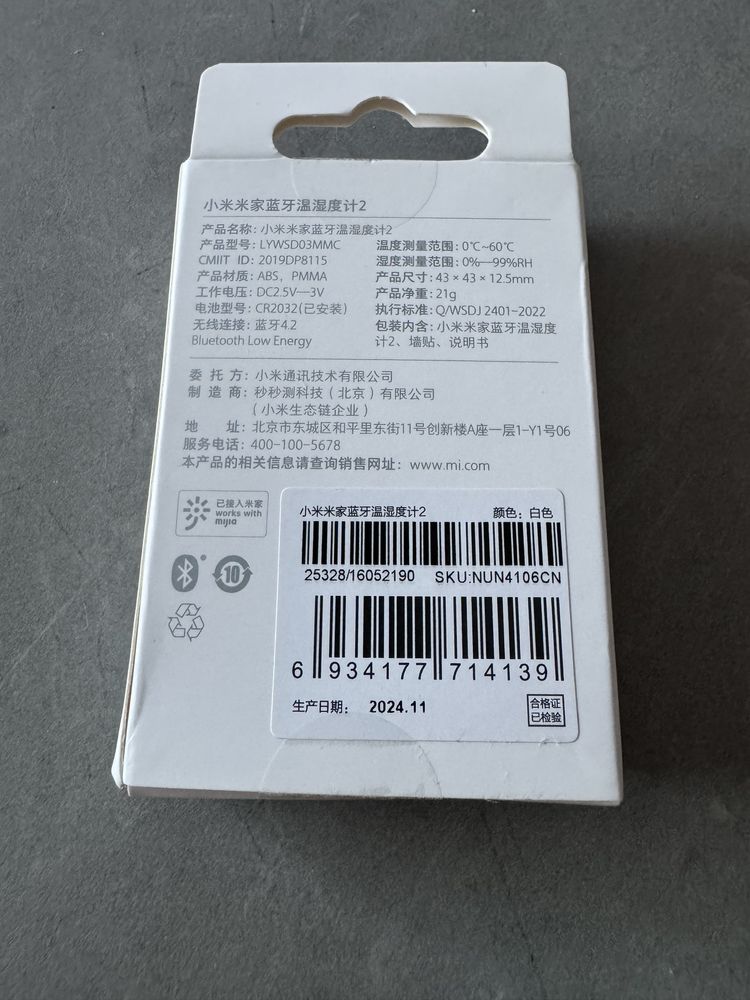 小米米家蓝牙温湿度计2
产品名称: 小米米家蓝牙温湿度计2
产品型号: LYWSD03MMC
CMIIT ID: 2019DP8115
产品材质: ABS, PMMA
工作电压: DC2.5V—3V
电池型号: CR2032(已安装)
无线连接: 蓝牙4.2
Bluetooth Low Energy
温度测量范围: 0℃~60℃
湿度测量范围: 0%—99%RH
产品尺寸: 43 × 43 × 12.5mm
产品净重: 21g
执行标准: Q/WSDJ 2401-2022
包装内含: 小米米家蓝牙温湿度
计2、墙贴、说明书
委 托 方: 小米通讯技术有限公司
制 造 商: 秒秒测科技(北京)有限公司
(小米生态链企业)
地 址: 北京市东城区和平里东街11号创新楼A座一层1-Y1号06
服务电话: 400-100-5678
本产品的相关信息请查询销售网址: www.mi.com
已接入米家
works with
mijia
10
小米米家蓝牙温湿度计2 颜色: 白色
25328/16052190 SKU:NUN4106CN
6 934177 714139
生产日期: 2024.11
合格证
已检验